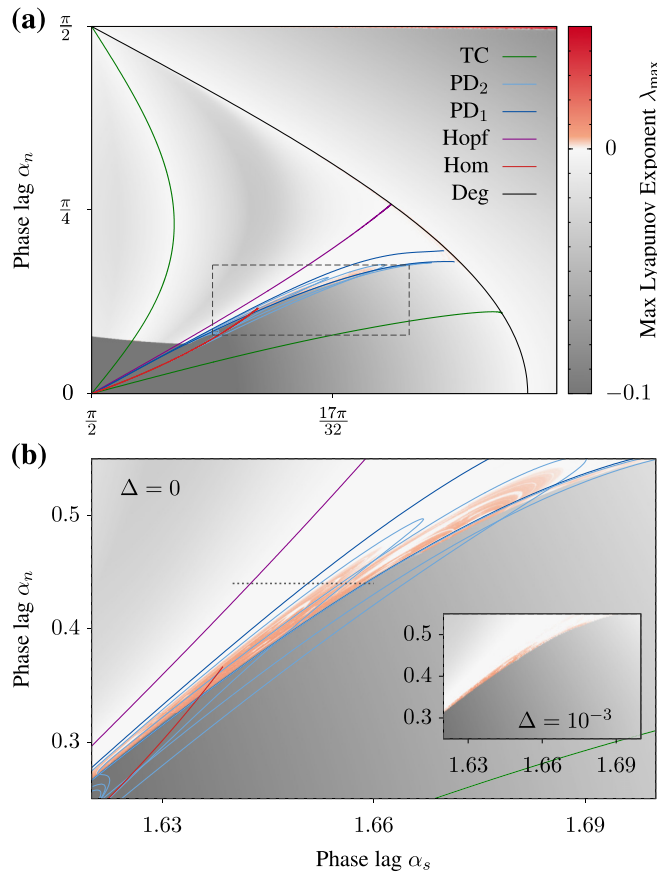 (a)
π/2
π/4
0
Phase lag αₙ
π/2
17π/32
TC
PD₂
PD₁
Hopf
Hom
Deg
0
−0.1
Max Lyapunov Exponent λₘₐₓ
(b)
Δ = 0
0.5
0.4
0.3
Phase lag αₙ
0.5
0.4
0.3
Δ = 10⁻³
1.63 1.66 1.69
1.63 1.66 1.69
Phase lag αₛ